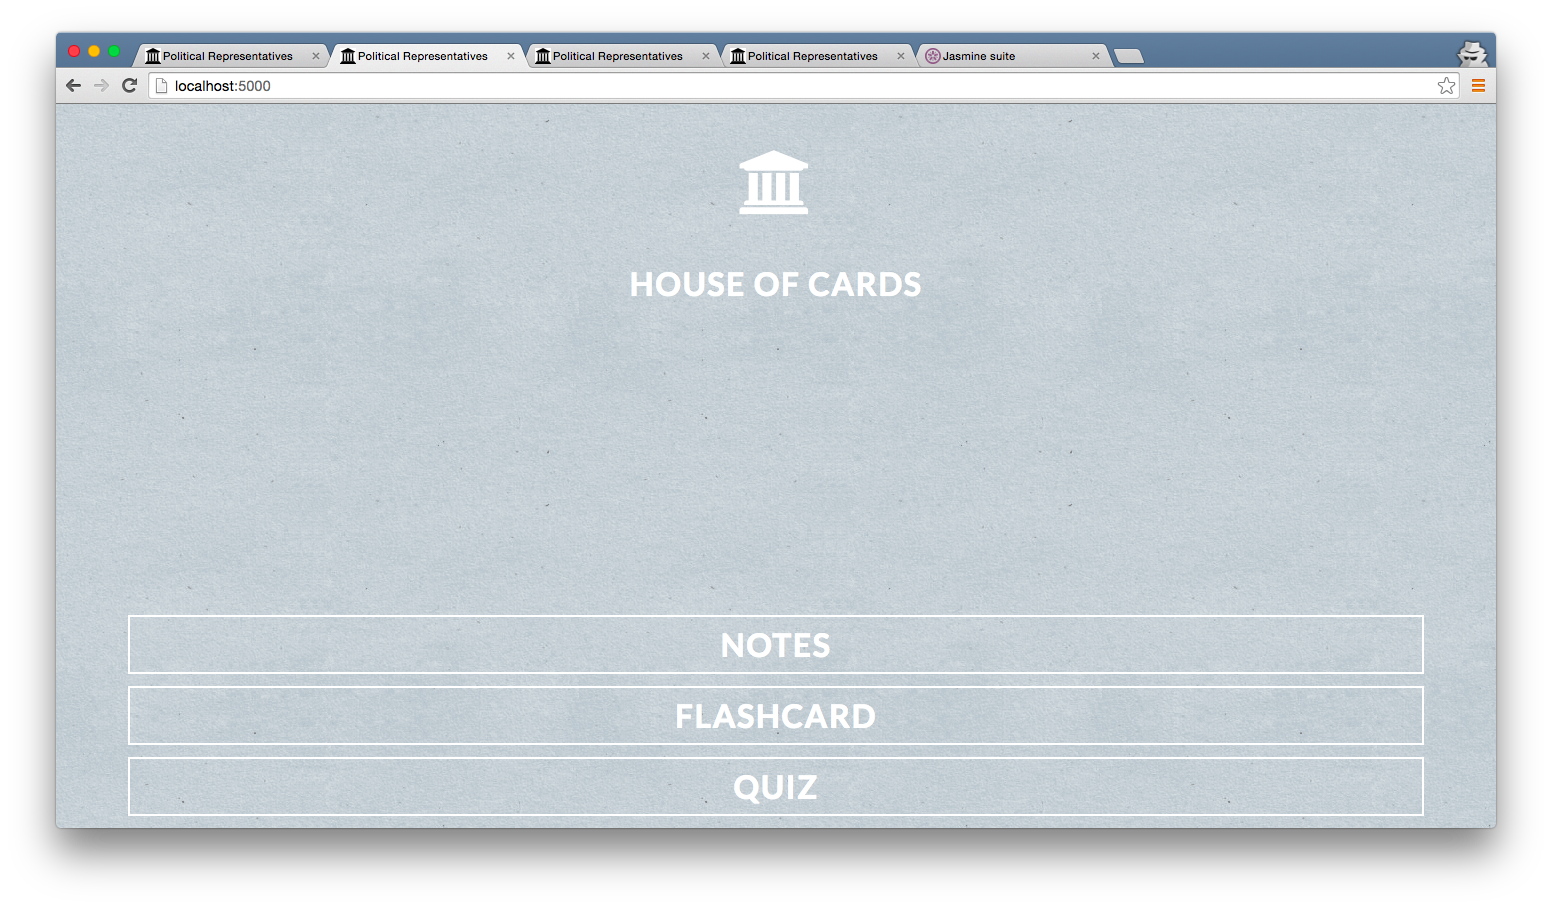 Political Representatives
Political Representatives
Political Representatives
Political Representatives
Jasmine suite
localhost:5000
HOUSE OF CARDS
NOTES
FLASHCARD
QUIZ